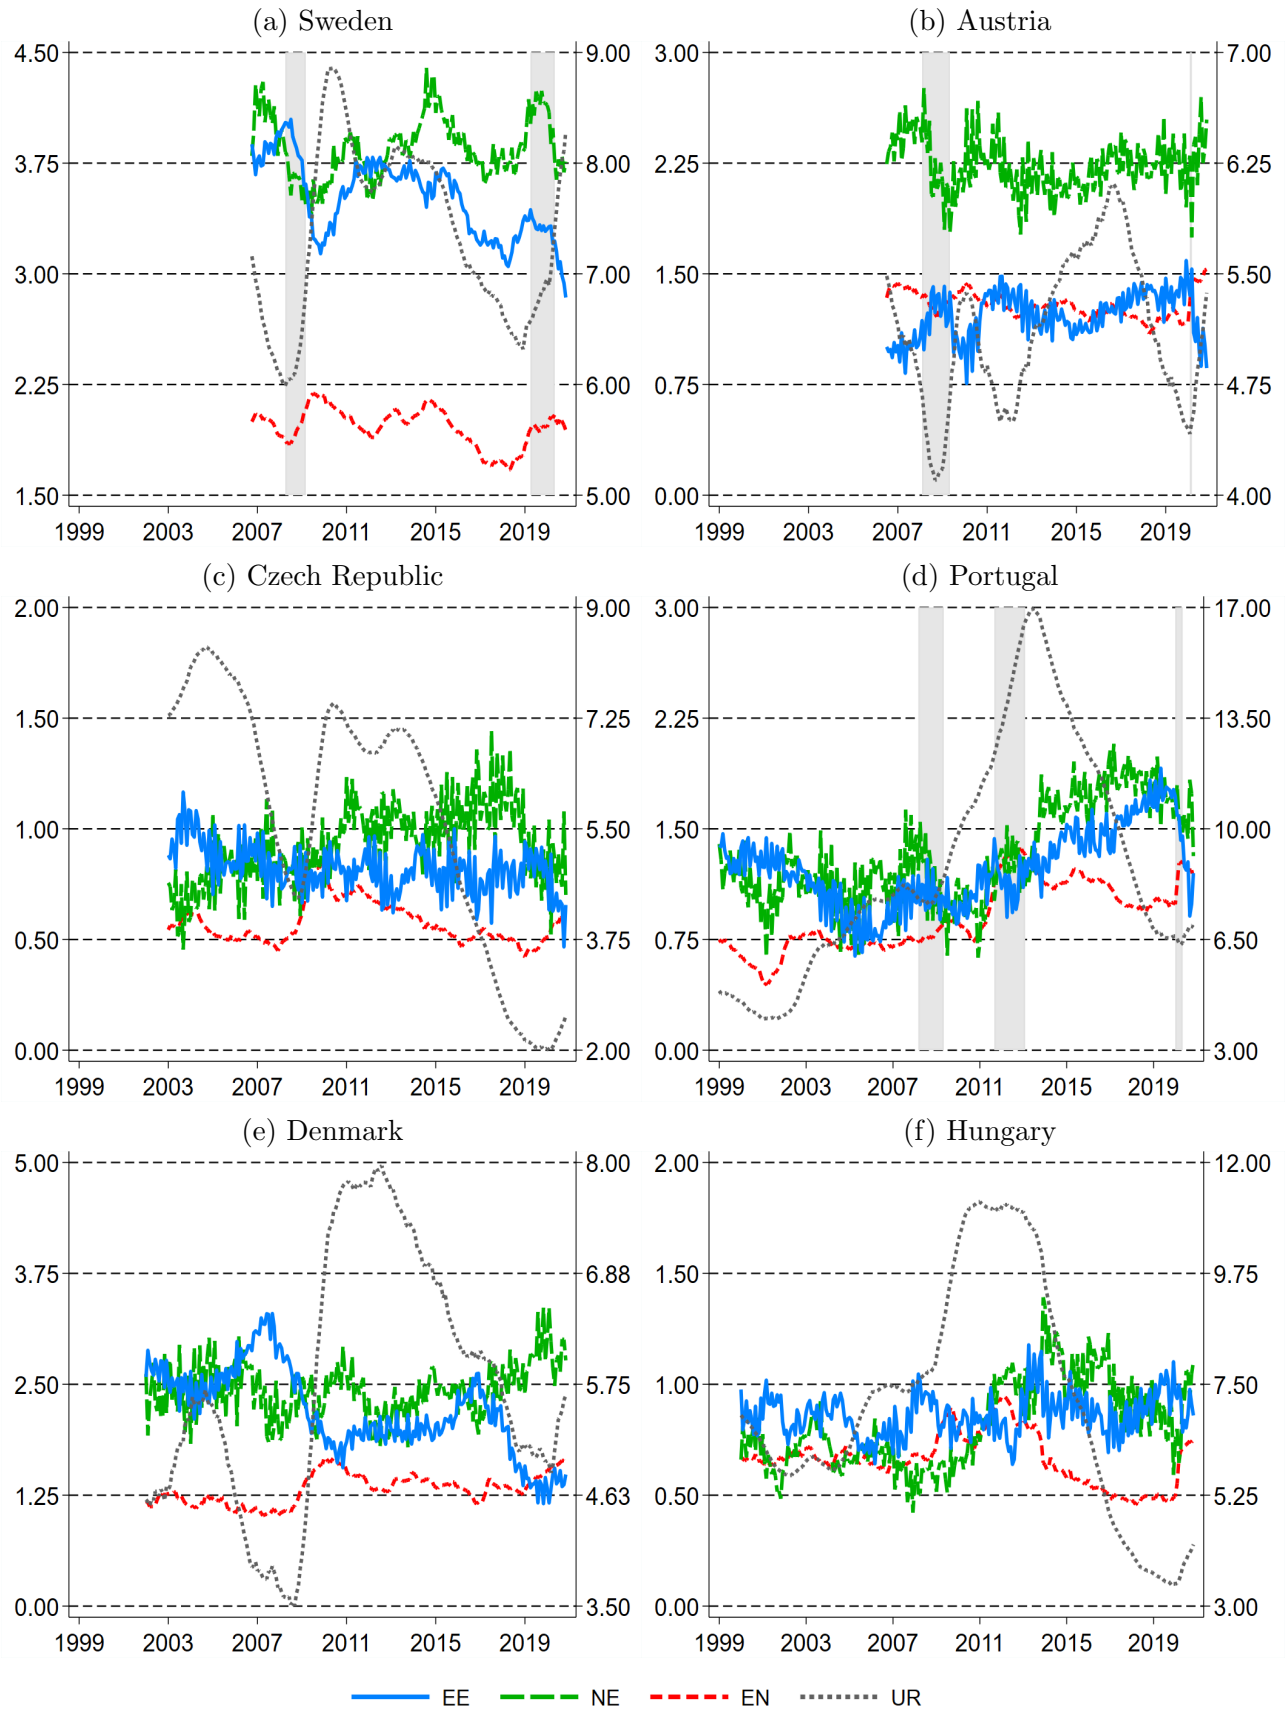 (a) Sweden
(b) Austria
4.50 9.00 3.00 7.00
3.75 8.00 2.25 6.25
3.00 7.00 1.50 5.50
2.25 6.00 0.75 4.75
1.50 5.00 0.00 4.00
1999 2003 2007 2011 2015 2019 1999 2003 2007 2011 2015 2019
(c) Czech Republic
(d) Portugal
2.00 9.00 3.00 17.00
1.50 7.25 2.25 13.50
1.00 5.50 1.50 10.00
0.50 3.75 0.75 6.50
0.00 2.00 0.00 3.00
1999 2003 2007 2011 2015 2019 1999 2003 2007 2011 2015 2019
(e) Denmark
(f) Hungary
5.00 8.00 2.00 12.00
3.75 6.88 1.50 9.75
2.50 5.75 1.00 7.50
1.25 4.63 0.50 5.25
0.00 3.50 0.00 3.00
1999 2003 2007 2011 2015 2019 1999 2003 2007 2011 2015 2019
EE NE EN UR